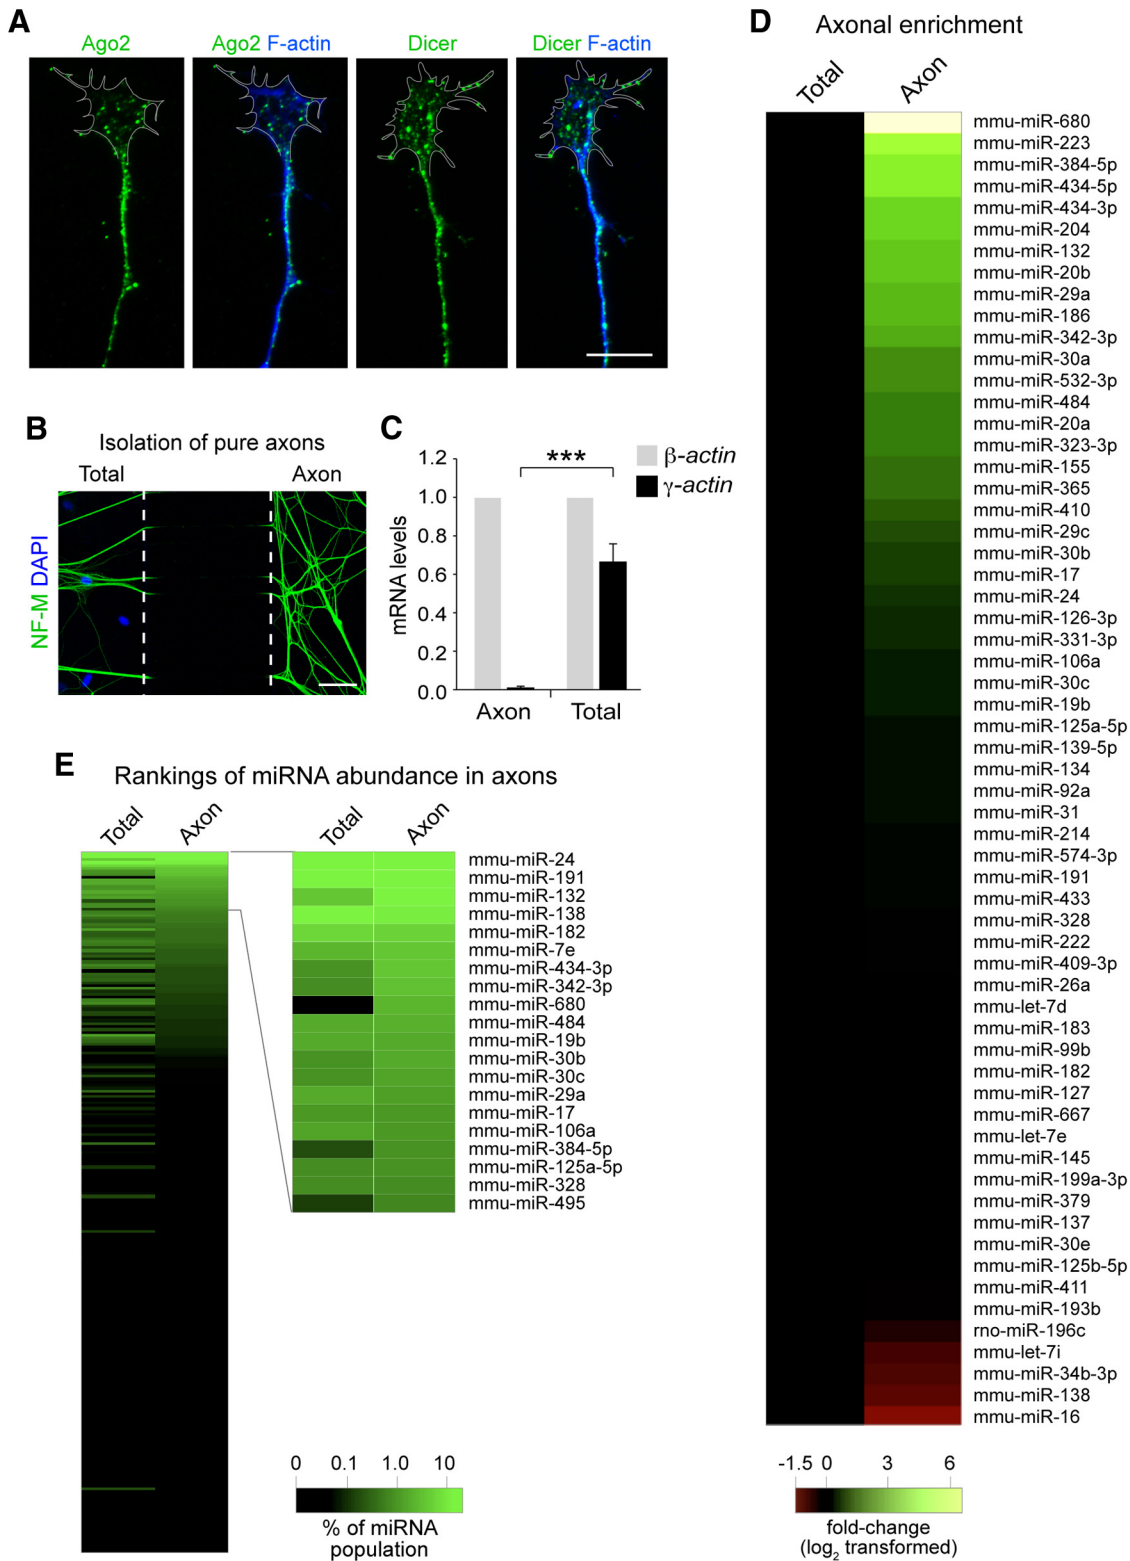 A
Ago2
Ago2 F-actin
Dicer
Dicer F-actin
B
Isolation of pure axons
Total
Axon
NF-M DAPI
C
mRNA levels
1.2
1.0
0.8
0.6
0.4
0.2
0.0
***
β-actin
γ-actin
Axon
Total
D
Axonal enrichment
Total
Axon
mmu-miR-680
mmu-miR-223
mmu-miR-384-5p
mmu-miR-434-5p
mmu-miR-434-3p
mmu-miR-204
mmu-miR-132
mmu-miR-20b
mmu-miR-29a
mmu-miR-186
mmu-miR-342-3p
mmu-miR-30a
mmu-miR-532-3p
mmu-miR-484
mmu-miR-20a
mmu-miR-323-3p
mmu-miR-155
mmu-miR-365
mmu-miR-410
mmu-miR-29c
mmu-miR-30b
mmu-miR-17
mmu-miR-24
mmu-miR-126-3p
mmu-miR-331-3p
mmu-miR-106a
mmu-miR-30c
mmu-miR-19b
mmu-miR-125a-5p
mmu-miR-139-5p
mmu-miR-134
mmu-miR-92a
mmu-miR-31
mmu-miR-214
mmu-miR-574-3p
mmu-miR-191
mmu-miR-433
mmu-miR-328
mmu-miR-222
mmu-miR-409-3p
mmu-miR-26a
mmu-let-7d
mmu-miR-183
mmu-miR-99b
mmu-miR-182
mmu-miR-127
mmu-miR-667
mmu-let-7e
mmu-miR-145
mmu-miR-199a-3p
mmu-miR-379
mmu-miR-137
mmu-miR-30e
mmu-miR-125b-5p
mmu-miR-411
mmu-miR-193b
rno-miR-196c
mmu-let-7i
mmu-miR-34b-3p
mmu-miR-138
mmu-miR-16
-1.5 0 3 6
fold-change
(log2 transformed)
E
Rankings of miRNA abundance in axons
Total
Axon
Total
Axon
mmu-miR-24
mmu-miR-191
mmu-miR-132
mmu-miR-138
mmu-miR-182
mmu-miR-7e
mmu-miR-434-3p
mmu-miR-342-3p
mmu-miR-680
mmu-miR-484
mmu-miR-19b
mmu-miR-30b
mmu-miR-30c
mmu-miR-29a
mmu-miR-17
mmu-miR-106a
mmu-miR-384-5p
mmu-miR-125a-5p
mmu-miR-328
mmu-miR-495
0 0.1 1.0 10
% of miRNA
population